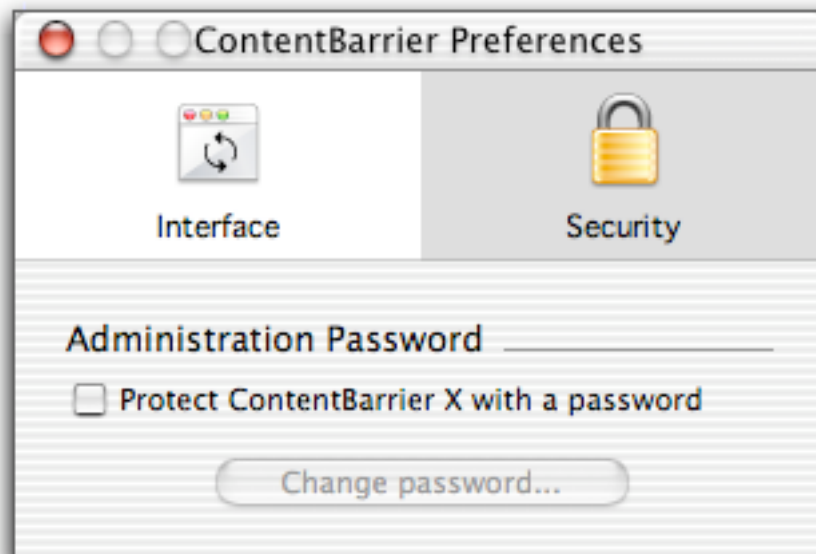 ContentBarrier Preferences
Interface Security
Administration Password
Protect ContentBarrier X with a password
Change password...